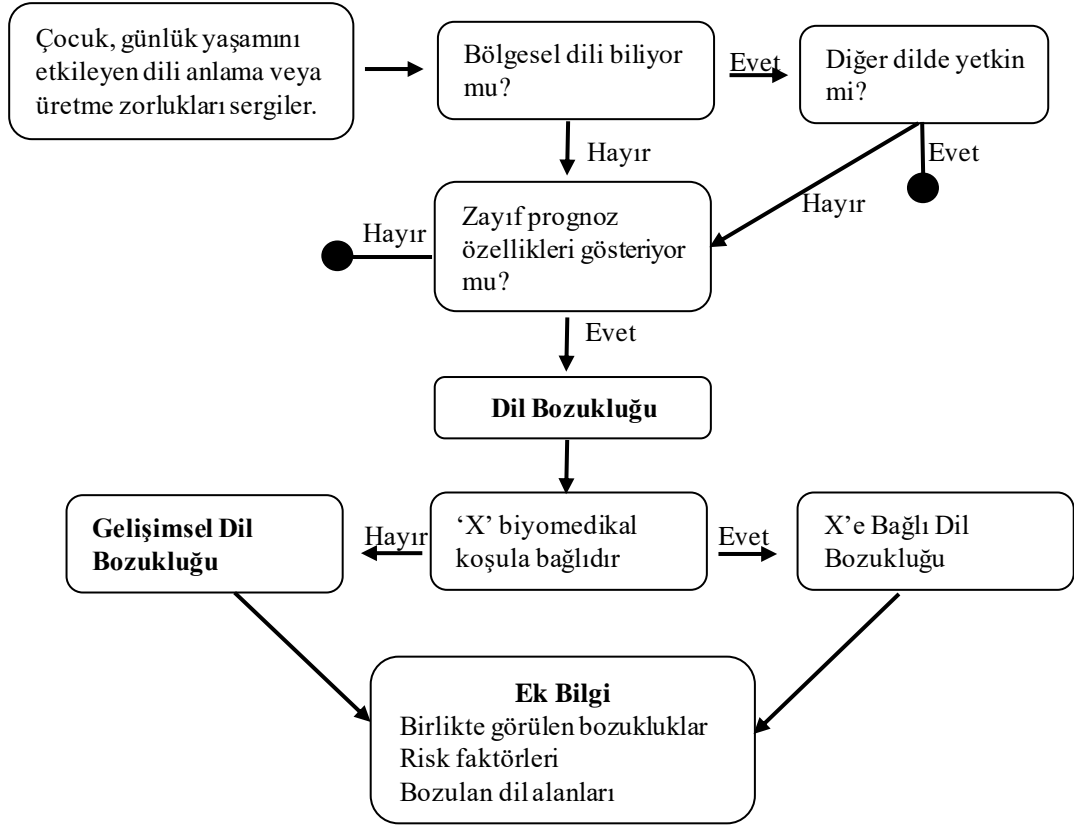 Çocuk, günlük yaşamını
etkileyen dili anlama veya
üretme zorlukları sergiler.
Bölgesel dili biliyor
mu?
Evet
Diğer dilde yetkin
mi?
Hayır
Evet
Hayır
Zayıf prognoz
özellikleri gösteriyor
mu?
Hayır
Evet
Dil Bozukluğu
Gelişimsel Dil
Bozukluğu
Hayır
‘X’ biyomedikal
koşula bağlıdır
Evet
X’e Bağlı Dil
Bozukluğu
Ek Bilgi
Birlikte görülen bozukluklar
Risk faktörleri
Bozulan dil alanları